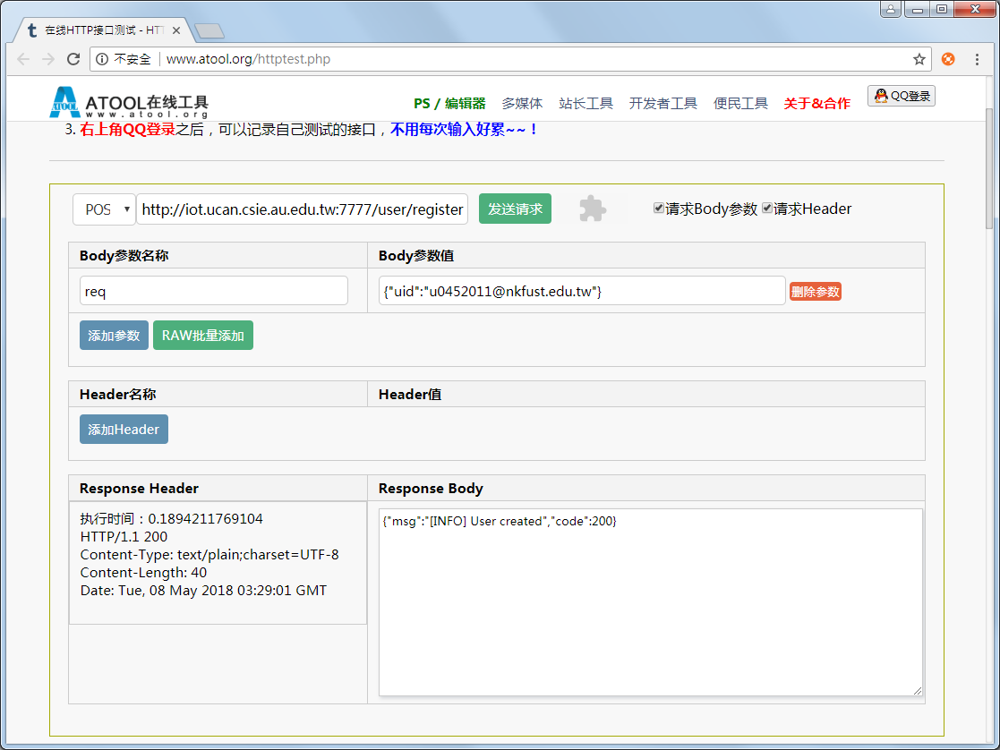 在线HTTP接口测试 - HTT
不安全
www.atool.org/httptest.php
ATOOL
ATOOL在线工具
www.atool.org
PS / 编辑器 多媒体 站长工具 开发者工具 便民工具 关于&合作 QQ登录
3. 右上角QQ登录之后，可以记录自己测试的接口，不用每次输入好累~~！
POS http://iot.ucan.csie.au.edu.tw:7777/user/register 发送请求 请求Body参数 请求Header
Body参数名称 Body参数值
req {"uid":"u0452011@nkfust.edu.tw"} 删除参数
添加参数 RAW批量添加
Header名称 Header值
添加Header
Response Header Response Body
执行时间：0.1894211769104 {"msg":"[INFO] User created","code":200}
HTTP/1.1 200
Content-Type: text/plain;charset=UTF-8
Content-Length: 40
Date: Tue, 08 May 2018 03:29:01 GMT